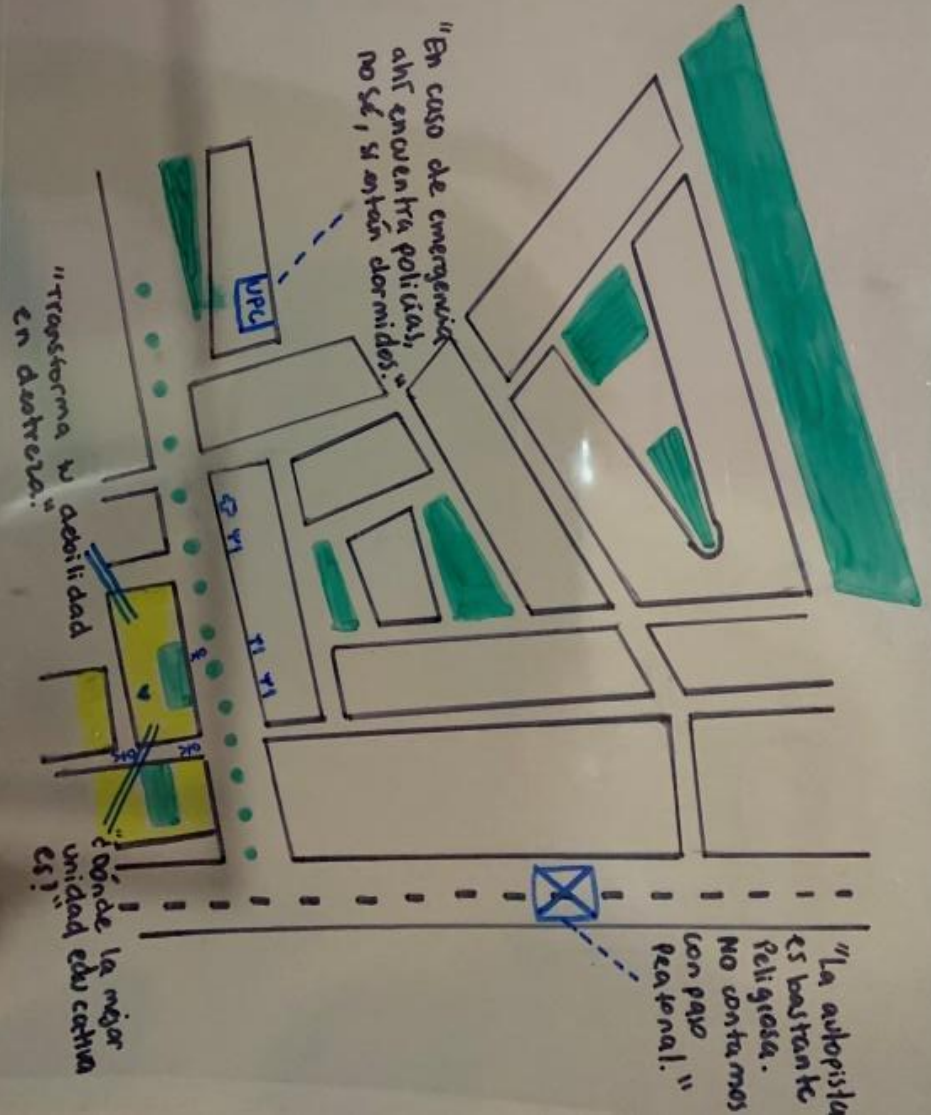 "En caso de emergencia
ahí encuentra policías,
no sé, si están dormidos."
UPC
"La autopista
es bastante
Peligrosa.
No contamos
con paso
peatonal."
"Transforma su debilidad
en destreza."
"¿Dónde la mejor
unidad educativa
es?"